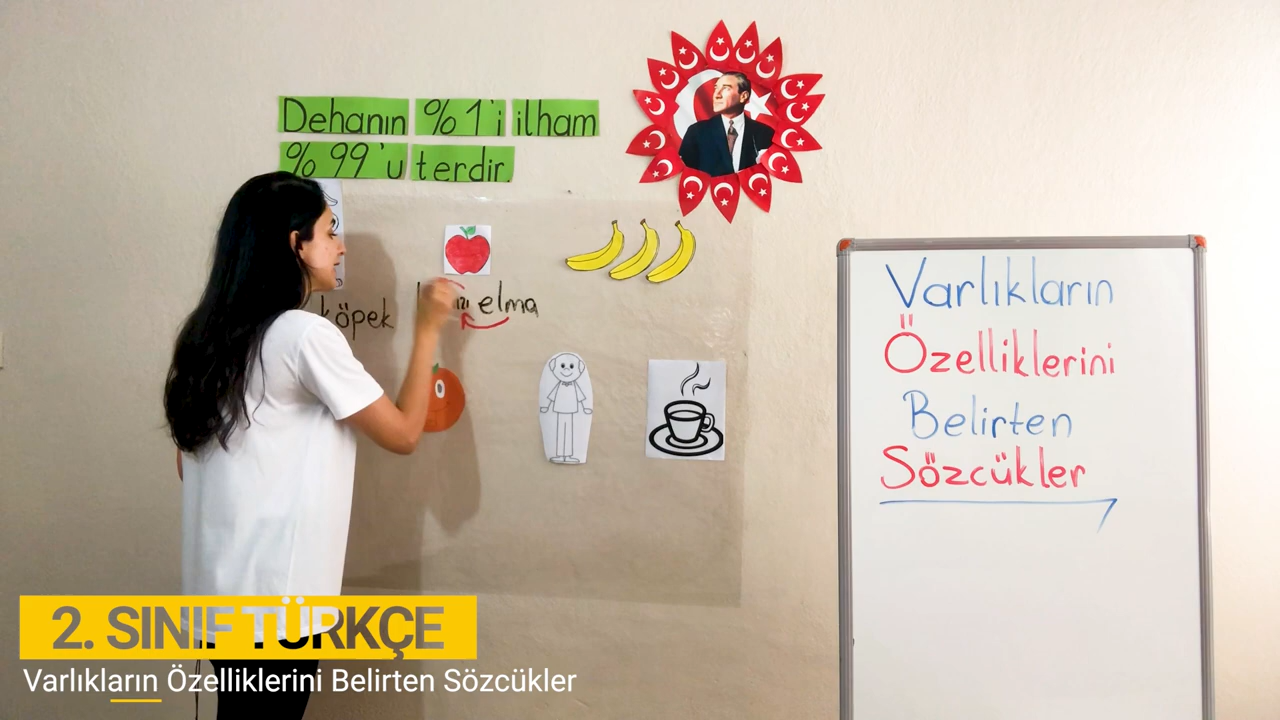 Dehanın %1'i ilham
%99'u terdir.
köpek
elma
Varlıkların
Özelliklerini
Belirten
Sözcükler
2. SINIF TÜRKÇE
Varlıkların Özelliklerini Belirten Sözcükler